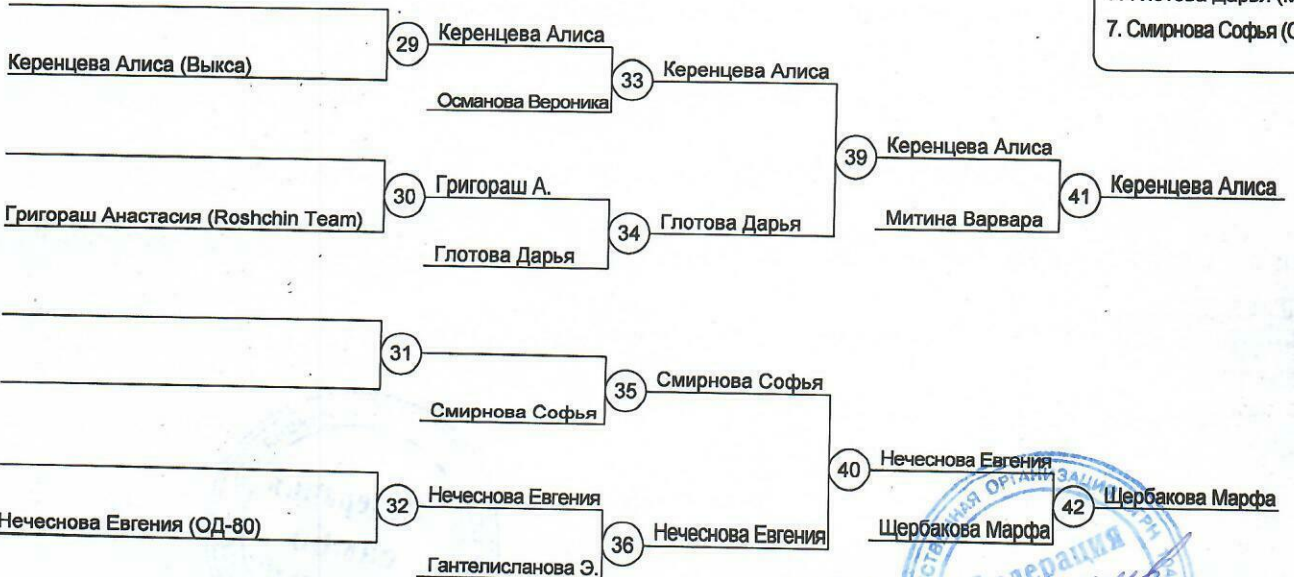 Дарья
7. Смирнова Софья
29 Керенцева Алиса
Керенцева Алиса (Выкса)
33 Керенцева Алиса
Османова Вероника
39 Керенцева Алиса
30 Григораш А.
Григораш Анастасия (Roshchin Team)
34 Глотова Дарья
Глотова Дарья
41 Керенцева Алиса
Митина Варвара
31
35 Смирнова Софья
Смирнова Софья
40 Нечеснова Евгения
32 Нечеснова Евгения
Нечеснова Евгения (ОД-80)
36 Нечеснова Евгения
Гантелисланова Э.
42 Щербакова Марфа
Щербакова Марфа
ОРГАНИЗАЦИЯ